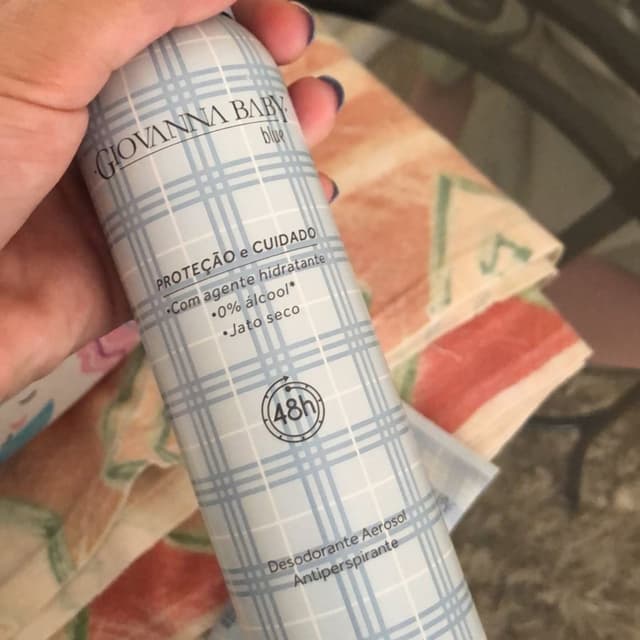 GIOVANNA BABY
blue
PROTEÇÃO e CUIDADO
•Com agente hidratante
•0% álcool*
•Jato seco
48h
Desodorante Aerosol
Antiperspirante